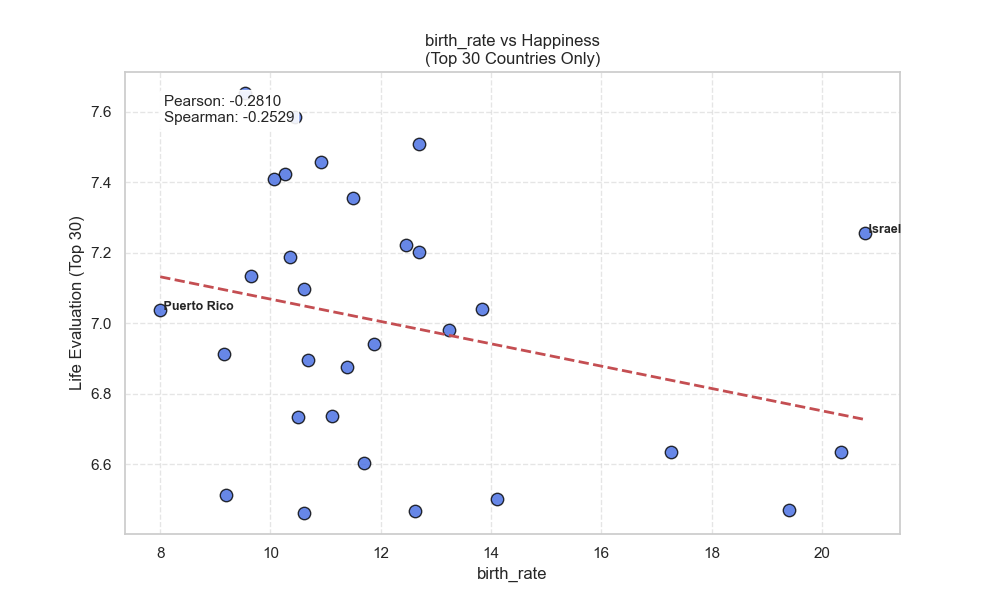 birth_rate vs Happiness
(Top 30 Countries Only)
Pearson: -0.2810
Spearman: -0.2529
Life Evaluation (Top 30)
7.6
7.4
7.2
7.0
6.8
6.6
Israel
Puerto Rico
8
10
12
14
16
18
20
birth_rate